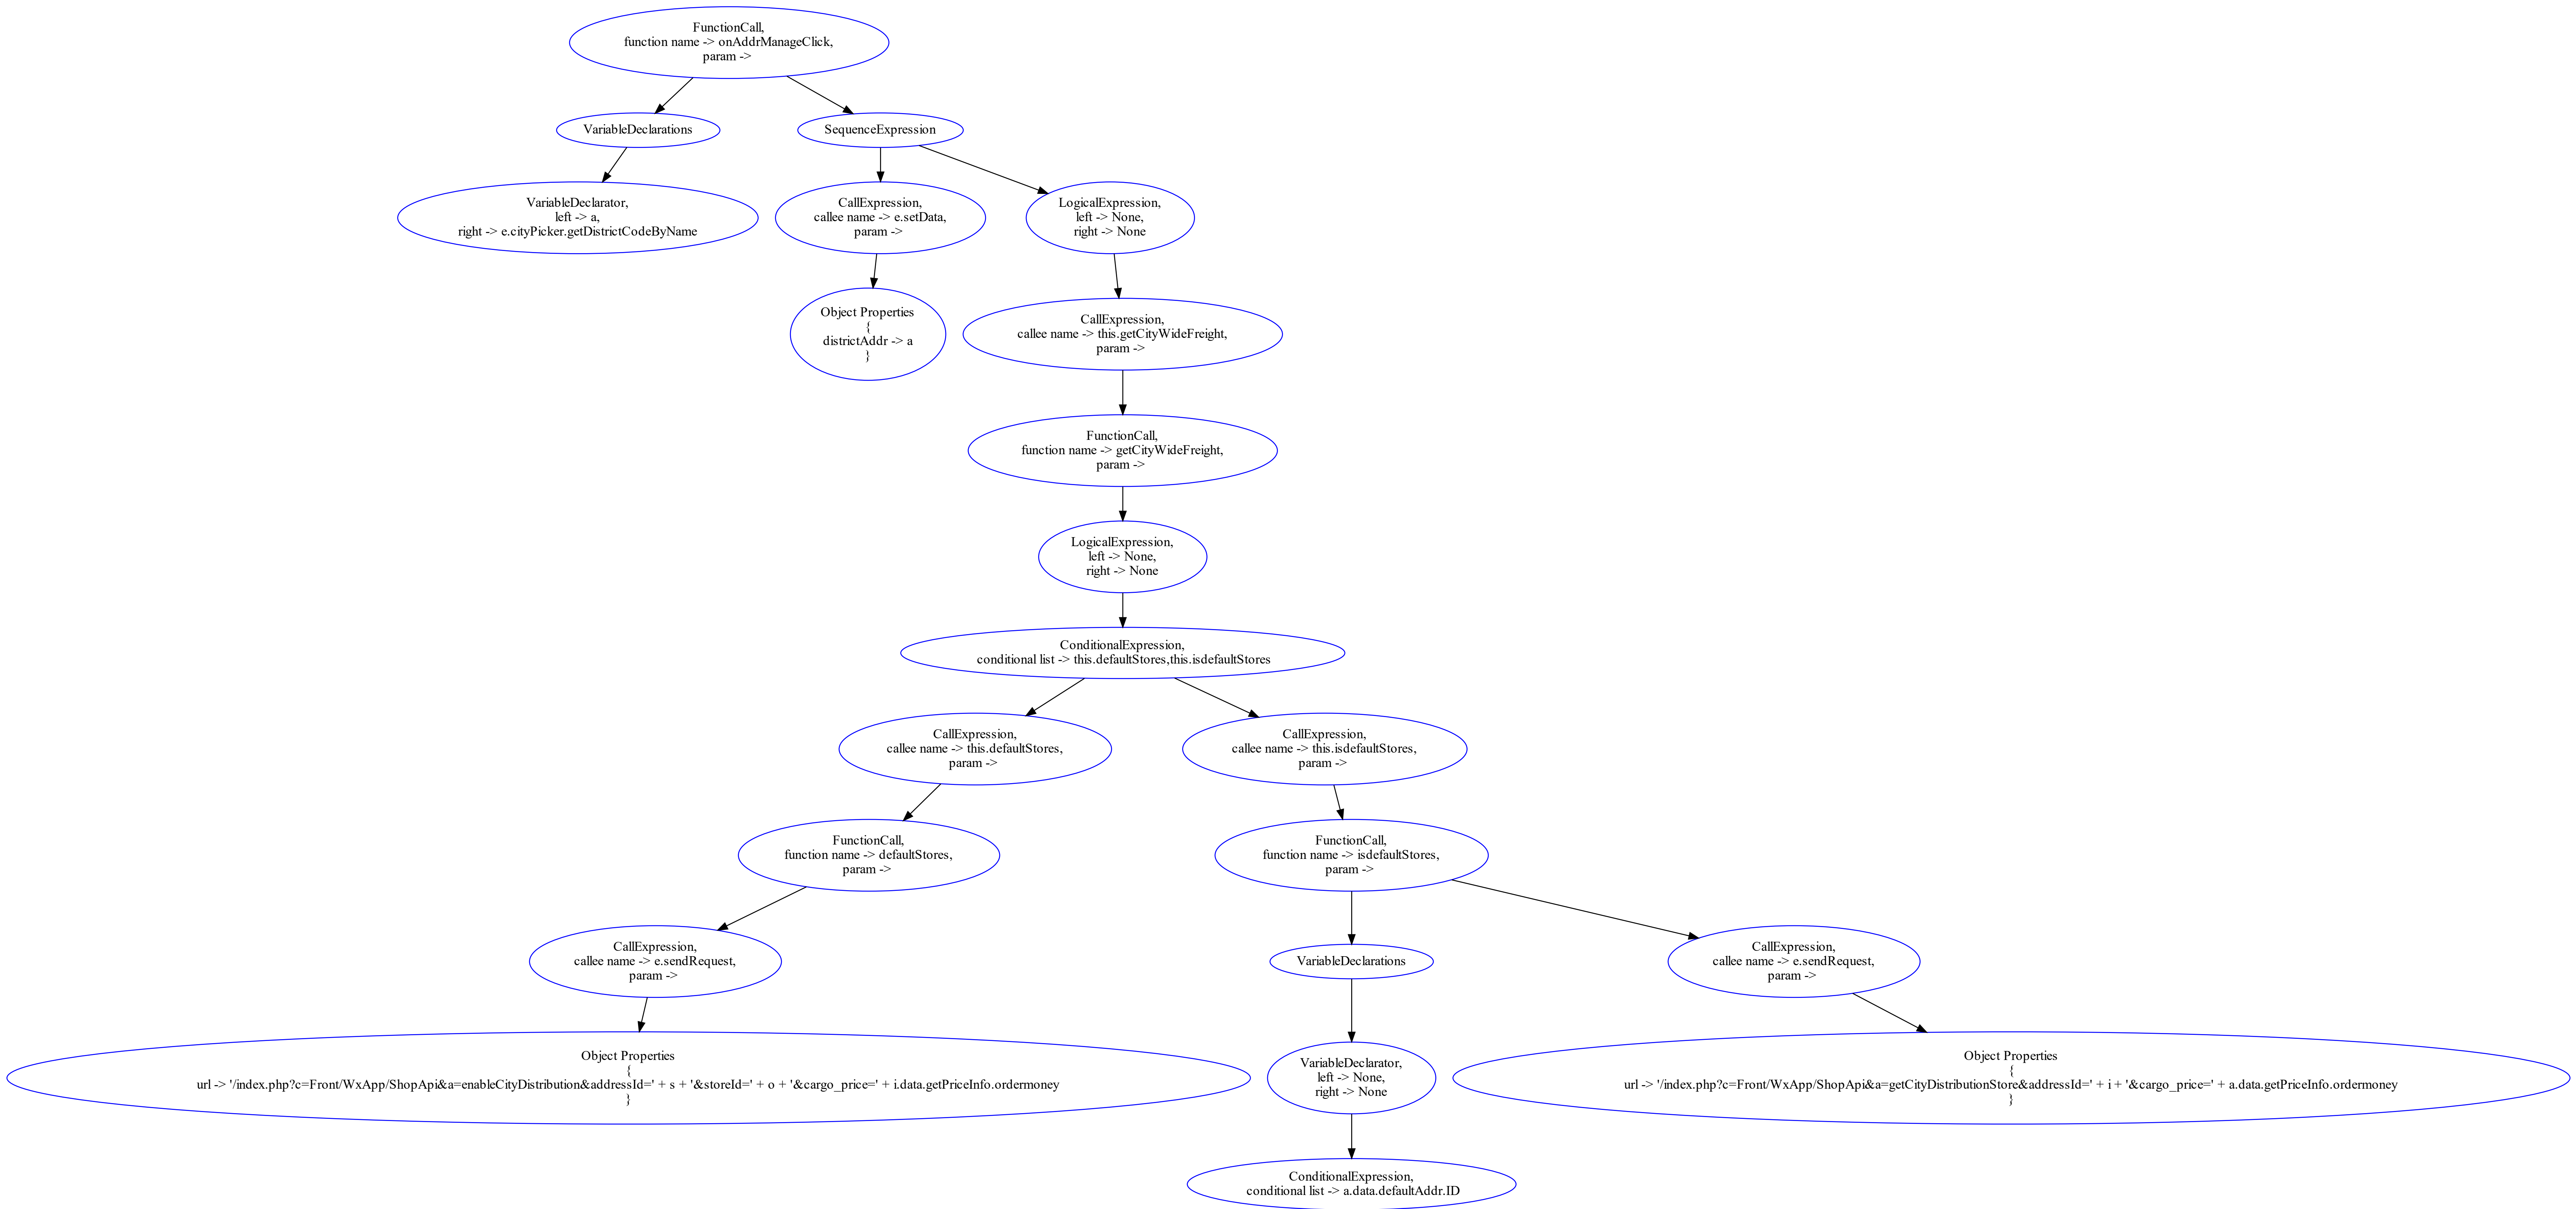 FunctionCall,
function name -> onAddrManageClick,
param ->
VariableDeclarations
SequenceExpression
VariableDeclarator,
left -> a,
right -> e.cityPicker.getDistrictCodeByName
CallExpression,
callee name -> e.setData,
param ->
LogicalExpression,
left -> None,
right -> None
Object Properties
{
districtAddr -> a
}
CallExpression,
callee name -> this.getCityWideFreight,
param ->
FunctionCall,
function name -> getCityWideFreight,
param ->
LogicalExpression,
left -> None,
right -> None
ConditionalExpression,
conditional list -> this.defaultStores,this.isdefaultStores
CallExpression,
callee name -> this.defaultStores,
param ->
CallExpression,
callee name -> this.isdefaultStores,
param ->
FunctionCall,
function name -> defaultStores,
param ->
FunctionCall,
function name -> isdefaultStores,
param ->
CallExpression,
callee name -> e.sendRequest,
param ->
VariableDeclarations
CallExpression,
callee name -> e.sendRequest,
param ->
Object Properties
{
url -> '/index.php?c=Front/WxApp/ShopApi&a=enableCityDistribution&addressId=' + s + '&storeId=' + o + '&cargo_price=' + i.data.getPriceInfo.ordermoney
}
VariableDeclarator,
left -> None,
right -> None
Object Properties
{
url -> '/index.php?c=Front/WxApp/ShopApi&a=getCityDistributionStore&addressId=' + i + '&cargo_price=' + a.data.getPriceInfo.ordermoney
}
ConditionalExpression,
conditional list -> a.data.defaultAddr.ID